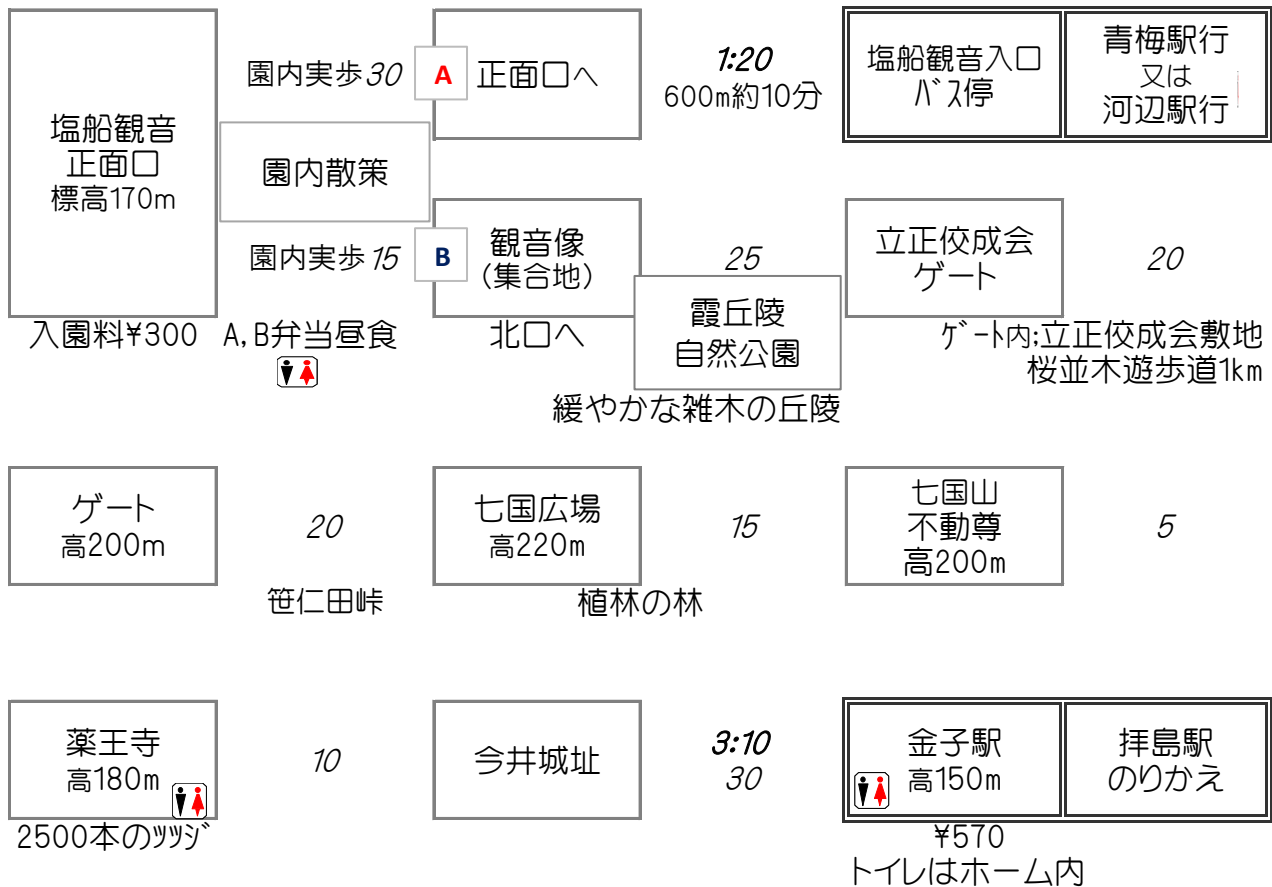 塩船観音
正面口
標高170m
入園料¥300
園内実歩30
園内散策
園内実歩15
A,B弁当昼食
A
正面口へ
B
観音像
(集合地)
北口へ
1:20
600m約10分
塩船観音入口
バス停
青梅駅行
又は
河辺駅行
25
霞丘陵
自然公園
緩やかな雑木の丘陵
立正佼成会
ゲート
20
ゲート内;立正佼成会敷地
桜並木遊歩道1km
ゲート
高200m
20
笹仁田峠
七国広場
高220m
15
植林の林
七国山
不動尊
高200m
5
薬王寺
高180m
2500本のツツジ
10
今井城址
3:10
30
金子駅
高150m
¥570
トイレはホーム内
拝島駅
のりかえ